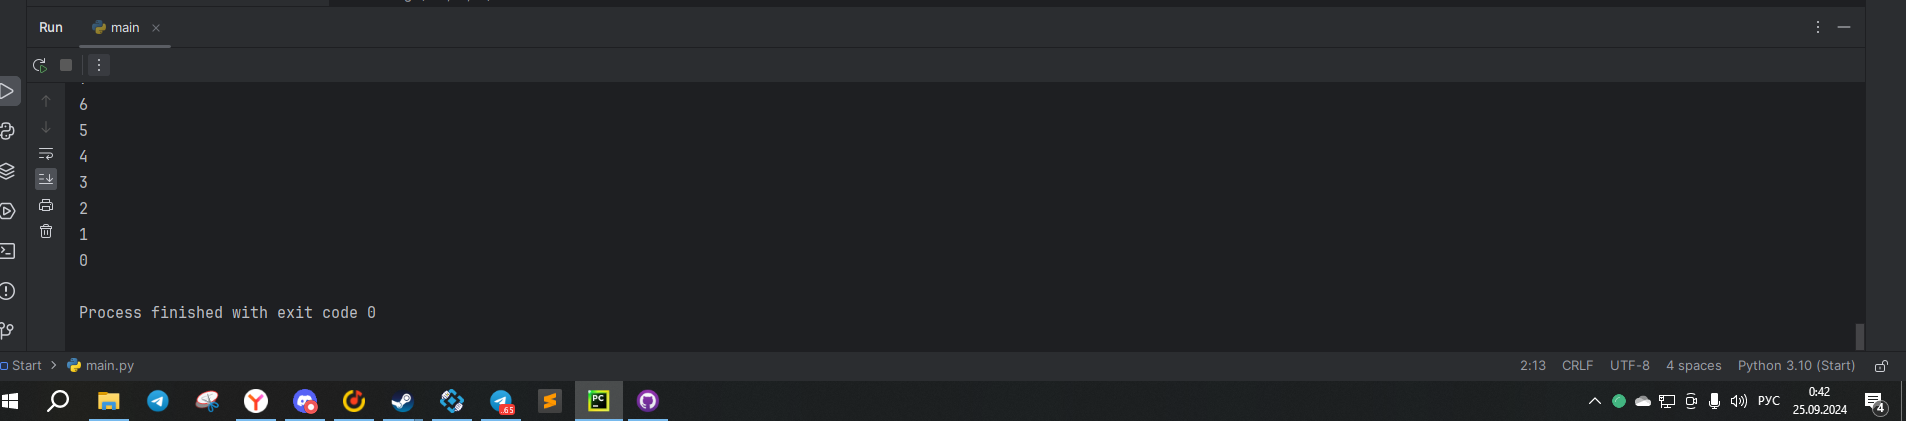 Run main
6
5
4
3
2
1
0
Process finished with exit code 0
Start > main.py 2:13 CRLF UTF-8 4 spaces Python 3.10 (Start)
PC .65 РУС 0:42
25.09.2024 4